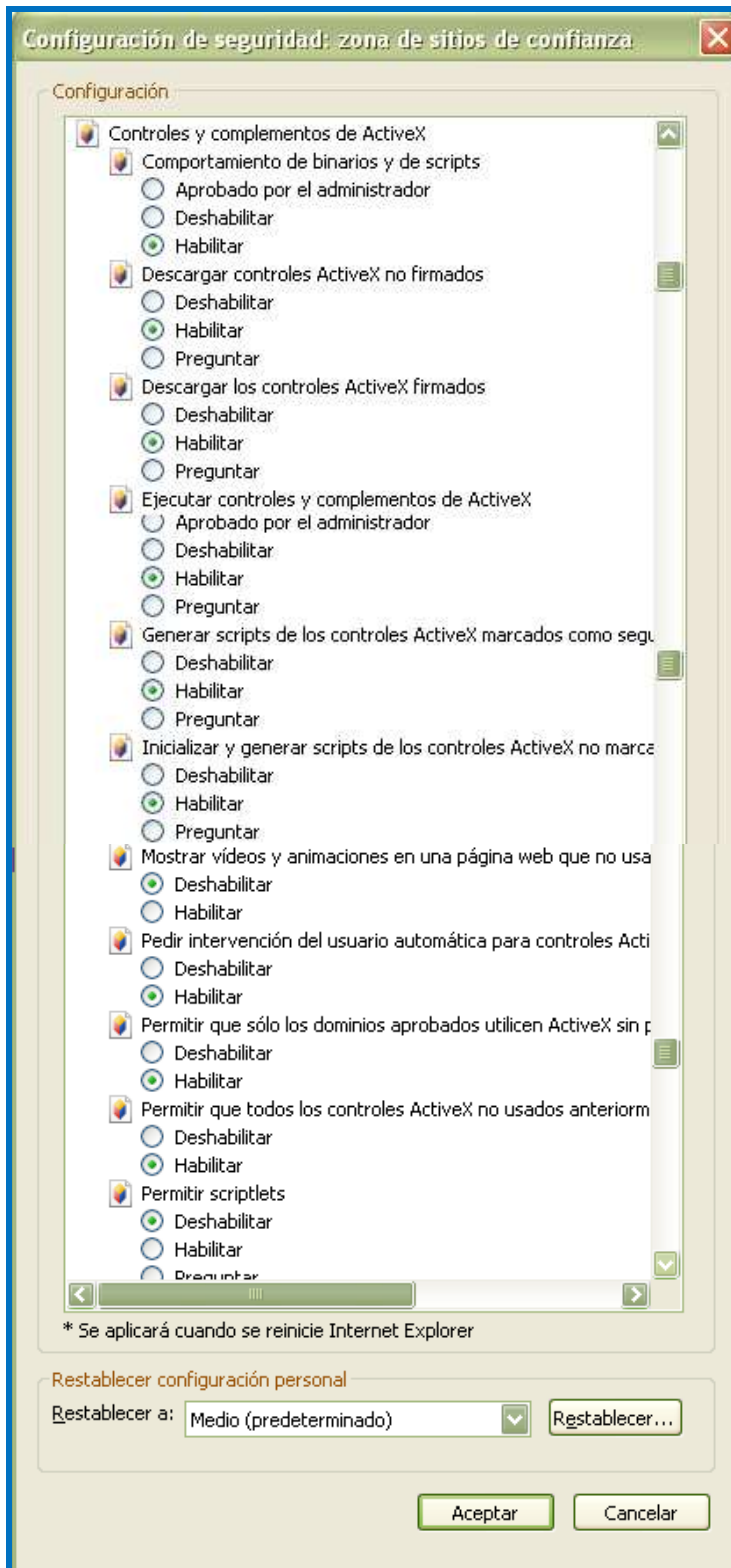 Configuración de seguridad: zona de sitios de confianza
Configuración
Controles y complementos de ActiveX
Comportamiento de binarios y de scripts
Aprobado por el administrador
Deshabilitar
Habilitar
Descargar controles ActiveX no firmados
Deshabilitar
Habilitar
Preguntar
Descargar los controles ActiveX firmados
Deshabilitar
Habilitar
Preguntar
Ejecutar controles y complementos de ActiveX
Aprobado por el administrador
Deshabilitar
Habilitar
Preguntar
Generar scripts de los controles ActiveX marcados como segu
Deshabilitar
Habilitar
Preguntar
Inicializar y generar scripts de los controles ActiveX no marca
Deshabilitar
Habilitar
Preguntar
Mostrar vídeos y animaciones en una página web que no usa
Deshabilitar
Habilitar
Pedir intervención del usuario automática para controles Acti
Deshabilitar
Habilitar
Permitir que sólo los dominios aprobados utilicen ActiveX sin p
Deshabilitar
Habilitar
Permitir que todos los controles ActiveX no usados anteriorm
Deshabilitar
Habilitar
Permitir scriptlets
Deshabilitar
Habilitar
Preguntar
* Se aplicará cuando se reinicie Internet Explorer
Restablecer configuración personal
Restablecer a: Medio (predeterminado) Restablecer...
Aceptar Cancelar